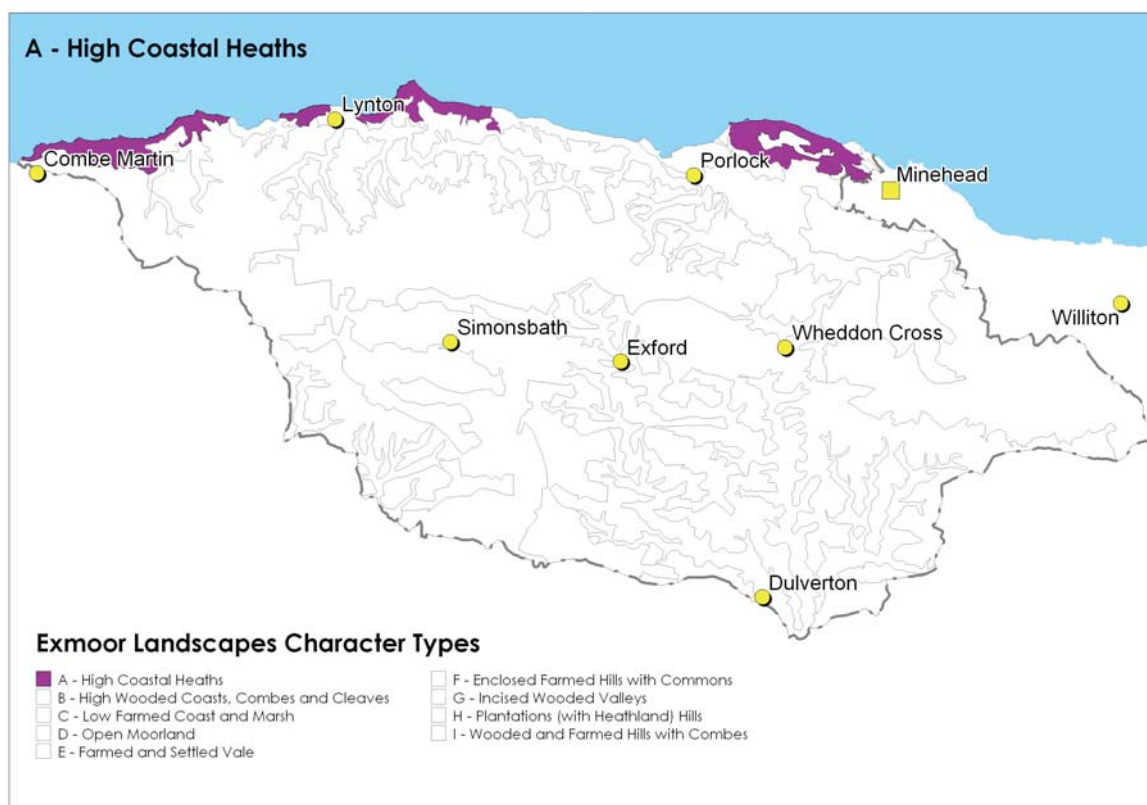 A - High Coastal Heaths
Lynton
Combe Martin
Porlock
Minehead
Williton
Simonsbath
Exford
Wheddon Cross
Dulverton
Exmoor Landscapes Character Types
A - High Coastal Heaths
B - High Wooded Coasts, Combes and Cleaves
C - Low Farmed Coast and Marsh
D - Open Moorland
E - Farmed and Settled Vale
F - Enclosed Farmed Hills with Commons
G - Incised Wooded Valleys
H - Plantations (with Heathland) Hills
I - Wooded and Farmed Hills with Combes